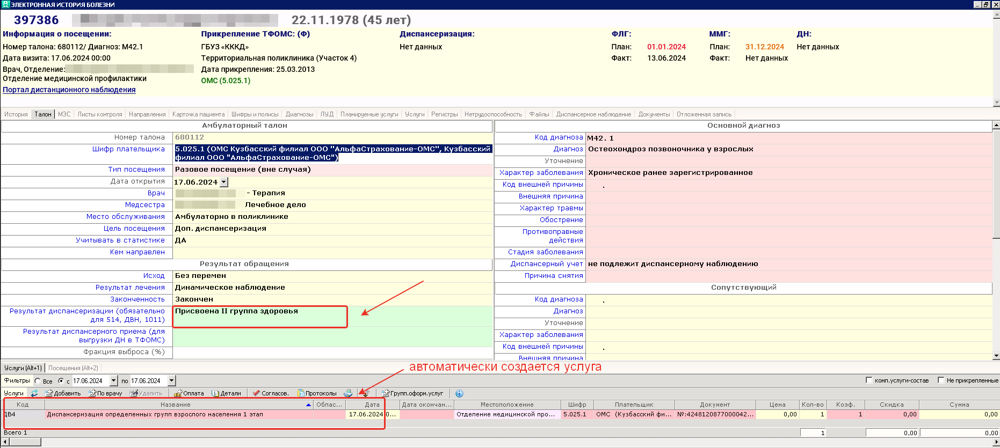 ЭЛЕКТРОННАЯ ИСТОРИЯ БОЛЕЗНИ
397386 22.11.1978 (45 лет)
Информация о посещении: Прикрепление ТФОМС: (Ф) Диспансеризация: ФЛГ: ММГ: ДН:
Номер талона: 680112/ Диагноз: M42.1 ГБУЗ «КККД» Нет данных План: 01.01.2024 План: 31.12.2024 Нет данных
Дата визита: 17.06.2024 00:00 Территориальная поликлиника (Участок 4) Факт: 13.06.2024 Факт: Нет данных
Врач, Отделение: Дата прикрепления: 25.03.2013
Отделение медицинской профилактики ОМС (5.025.1)
Портал дистанционного наблюдения
История Талон МЭС Листы контроля Направления Карточка пациента Шифры и полисы Диагнозы ЛУД Планируемые услуги Услуги Регистры Нетрудоспособность Файлы Диспансерное наблюдение Документы Отложенная запись
Амбулаторный талон
Номер талона 680112
Шифр плательщика 5.025.1 (ОМС Кузбасский филиал ООО "АльфаСтрахование-ОМС", Кузбасский
филиал ООО "АльфаСтрахование-ОМС")
Тип посещения Разовое посещение (вне случая)
Дата открытия 17.06.2024
Врач - Терапия
Медсестра Лечебное дело
Место обслуживания Амбулаторно в поликлинике
Цель посещения Доп. диспансеризация
Учитывать в статистике ДА
Кем направлен
Результат обращения
Исход Без перемен
Результат лечения Динамическое наблюдение
Законченность Закончен
Результат диспансеризации (обязательно Присвоена II группа здоровья
для 514, ДВН, 1011)
Результат диспансерного приема (для
выгрузки ДН в ТФОМС)
Фракция выброса (%)
Основной диагноз
Код диагноза M42. 1
Диагноз Остеохондроз позвоночника у взрослых
Уточнение
Характер заболевания Хроническое ранее зарегистрированное
Код внешней причины .
Внешняя причина
Характер травмы
Обострение
Противоправные
действия
Стадия заболевания
Диспансерный учет не подлежит диспансерному наблюдению
Причина снятия
Сопутствующий
Код диагноза .
Диагноз
Уточнение
Характер заболевания
Код внешней причины .
Внешняя причина
Услуги (Alt+1) Посещения (Alt+2)
автоматически создается услуга
Фильтры Все с 17.06.2024 по 17.06.2024 комп.услуги-состав Не прикрепленные
Услуги Добавить По врачу Удалить Оплата Детали Согласов. Протоколы Групп.оформ.услуг
Код Название Облас... Дата Дата окончан... Местоположение Шифр Плательщик Документ Цена Кол-во Коэф. Скидка Сумма
ДВ4 Диспансеризация определенных групп взрослого населения 1 этап 17.06.2024 0... Отделение медицинской про... 5.025.1 ОМС (Кузбасский фи... №:4248120877000042... 0,00 1 1 0,00 0,00
Всего 1 1 0,00 0,00